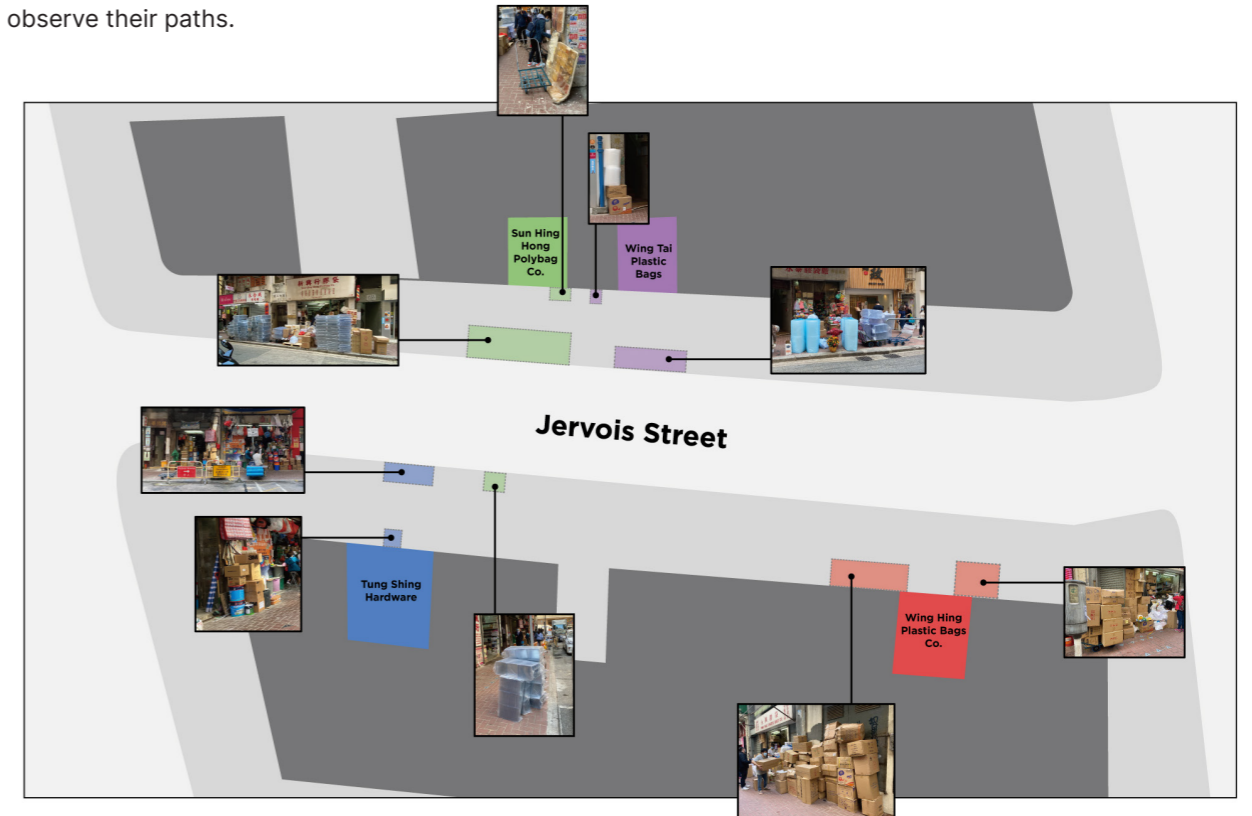 observe their paths.
Sun Hing
Hong
Polybag
Co.
Wing Tai
Plastic
Bags
Jervois Street
Tung Shing
Hardware
Wing Hing
Plastic Bags
Co.